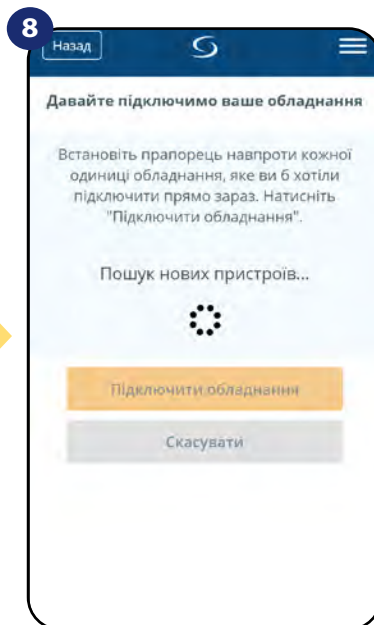 8
Назад
Давайте підключимо ваше обладнання
Встановіть прапорець навпроти кожної
одиниці обладнання, яке ви б хотіли
підключити прямо зараз. Натисніть
"Підключити обладнання".
Пошук нових пристроїв...
Підключити обладнання
Скасувати